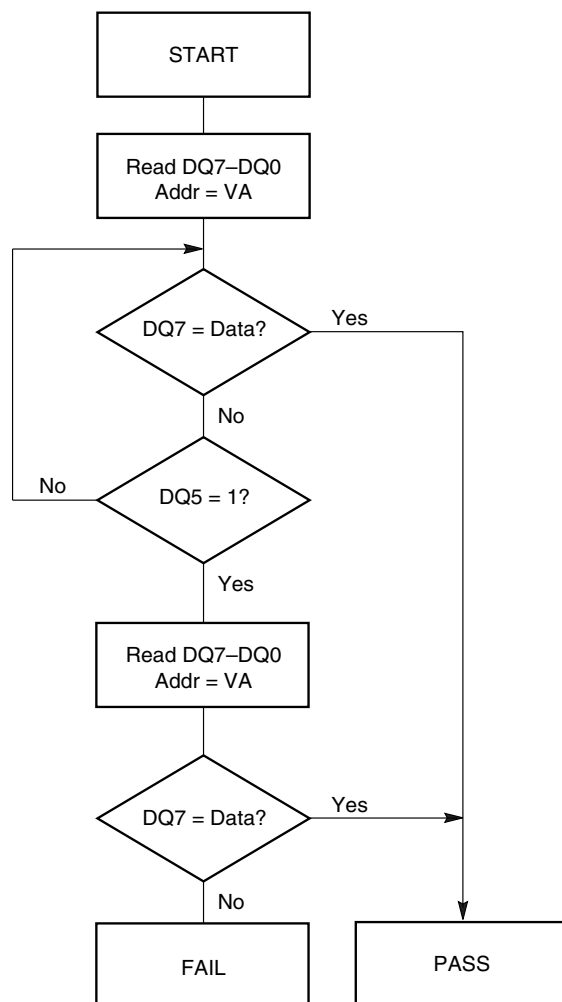 START
Read DQ7–DQ0
Addr = VA
DQ7 = Data?
Yes
No
No
DQ5 = 1?
Yes
Read DQ7–DQ0
Addr = VA
DQ7 = Data?
Yes
No
FAIL
PASS